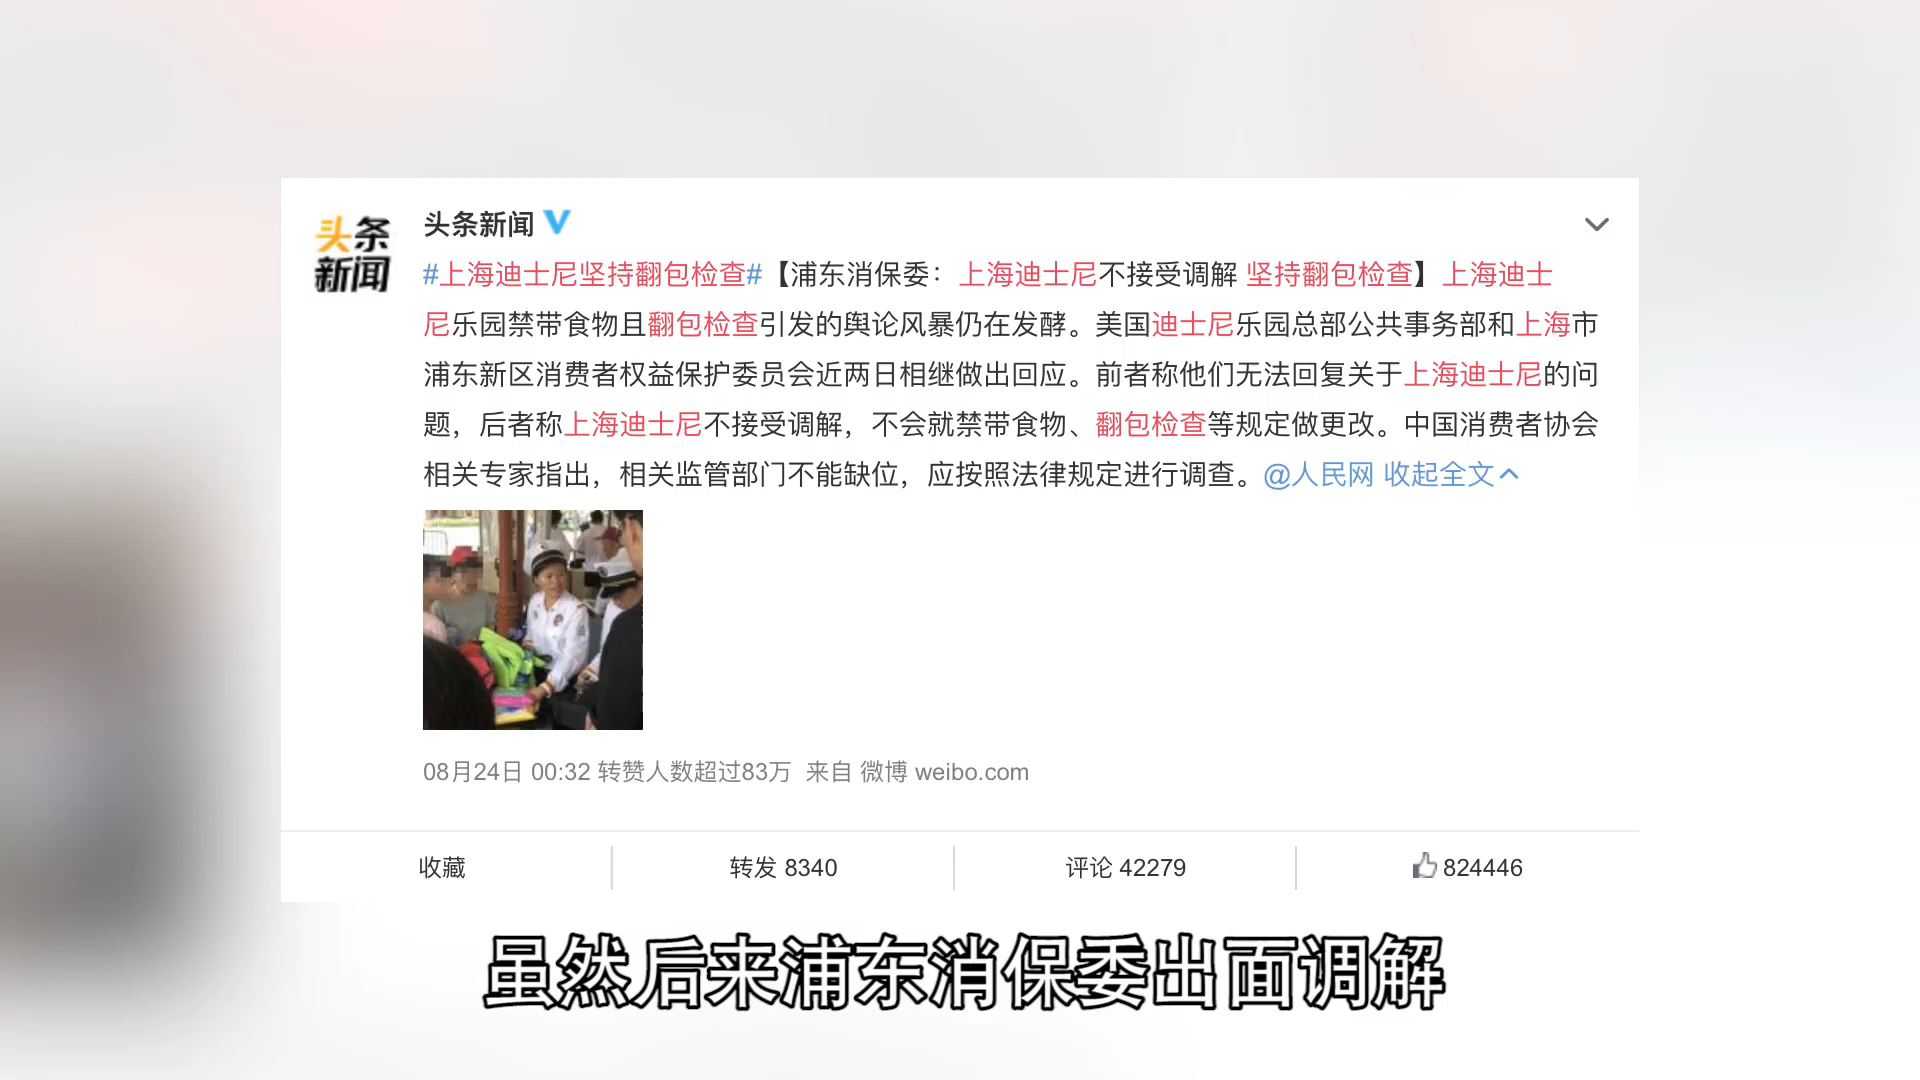 头条
新闻
头条新闻
#上海迪士尼坚持翻包检查#【浦东消保委：上海迪士尼不接受调解 坚持翻包检查】上海迪士
尼乐园禁带食物且翻包检查引发的舆论风暴仍在发酵。美国迪士尼乐园总部公共事务部和上海市
浦东新区消费者权益保护委员会近两日相继做出回应。前者称他们无法回复关于上海迪士尼的问
题，后者称上海迪士尼不接受调解，不会就禁带食物、翻包检查等规定做更改。中国消费者协会
相关专家指出，相关监管部门不能缺位，应按照法律规定进行调查。@人民网 收起全文
08月24日 00:32 转赞人数超过83万 来自 微博 weibo.com
收藏 转发 8340 评论 42279 824446
虽然后来浦东消保委出面调解